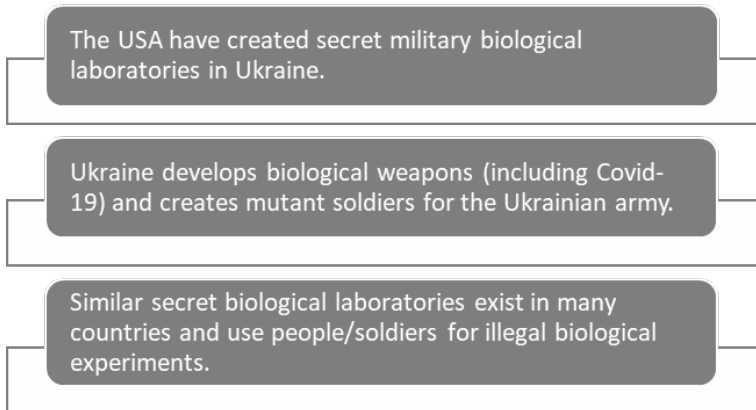 The USA have created secret military biological
laboratories in Ukraine.
Ukraine develops biological weapons (including Covid-
19) and creates mutant soldiers for the Ukrainian army.
Similar secret biological laboratories exist in many
countries and use people/soldiers for illegal biological
experiments.